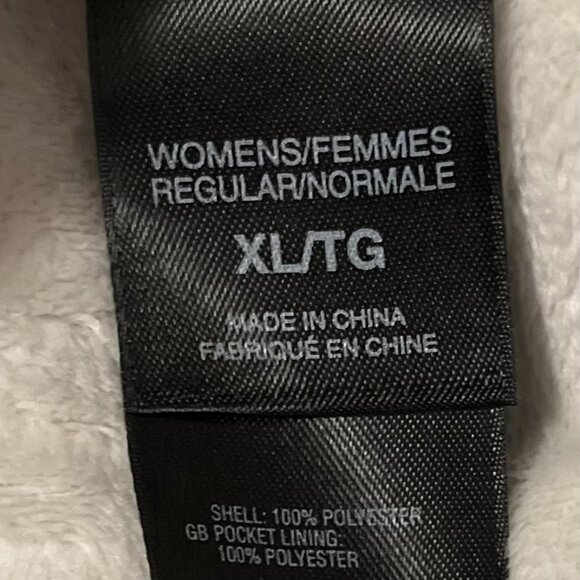 WOMENS/FEMMES
REGULAR/NORMALE
XL/TG
MADE IN CHINA
FABRIQUÉ EN CHINE
SHELL: 100% POLYESTER
GB POCKET LINING:
100% POLYESTER